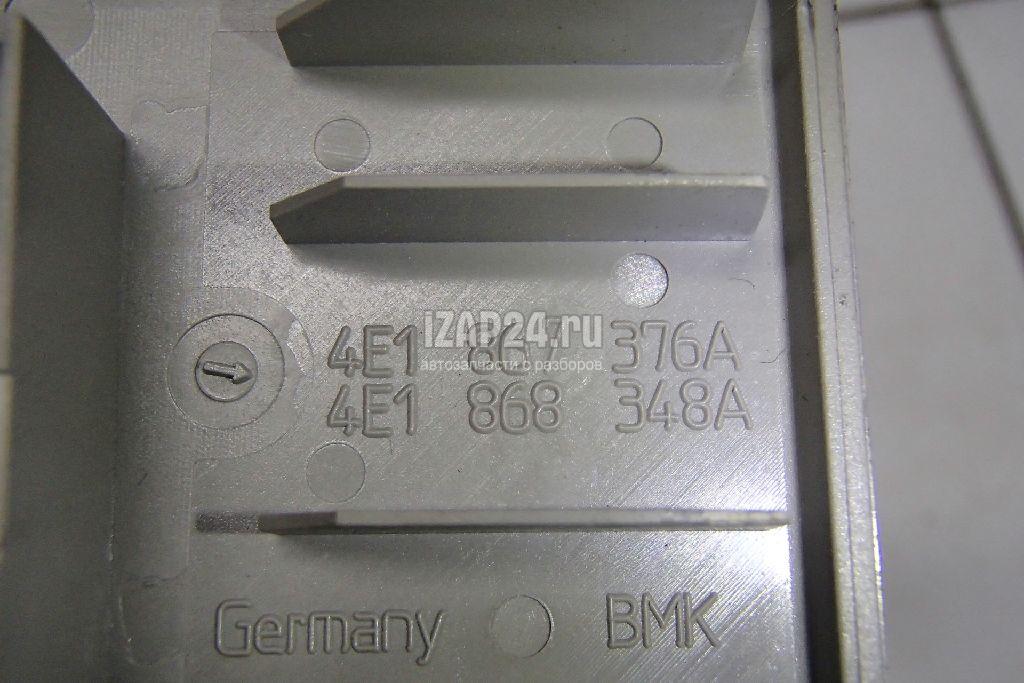 iZAP24.ru
4E1 867 376A
автозапчасти с разборов
4E1 868 348A
Germany BMK